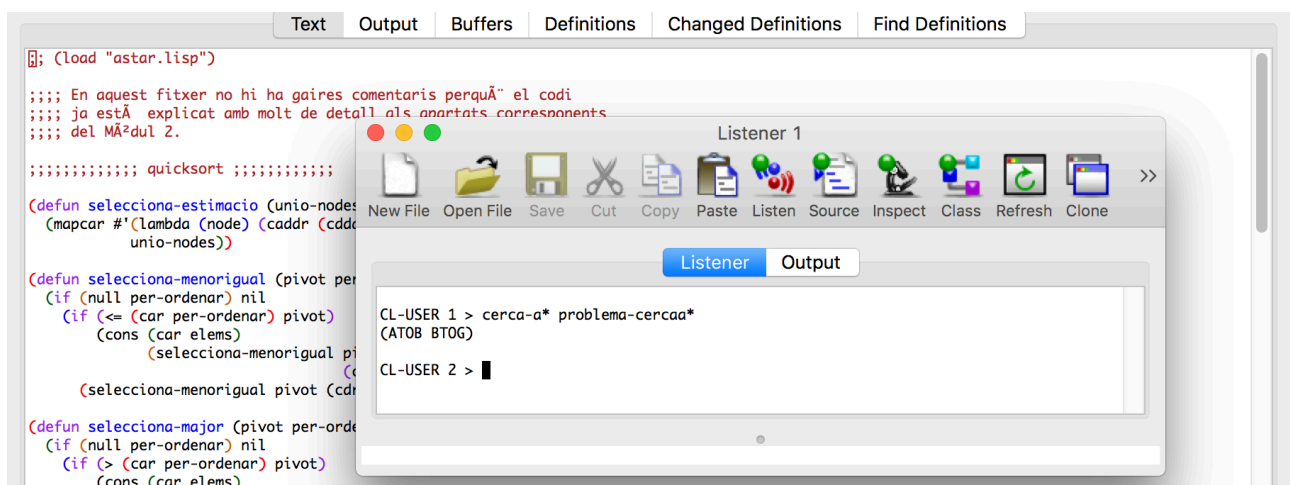 Text Output Buffers Definitions Changed Definitions Find Definitions
;; (load "astar.lisp")
;;;; En aquest fitxer no hi ha gaires comentaris perquÃ¨ el codi
;;;; ja estÃ  explicat amb molt de detall als apartats corresponents
;;;; del MÃ²dul 2.
;;;;;;;;;;;;; quicksort ;;;;;;;;;;;;
(defun selecciona-estimacio (unio-nodes
(mapcar #'(lambda (node) (caddr (cddd
unio-nodes))
(defun selecciona-menorigual (pivot per
(if (null per-ordenar) nil
(if (<= (car per-ordenar) pivot)
(cons (car elems)
(selecciona-menorigual pi
(c
(selecciona-menorigual pivot (cdr
(defun selecciona-major (pivot per-orde
(if (null per-ordenar) nil
(if (> (car per-ordenar) pivot)
(cons (car elems)
Listener 1
New File Open File Save Cut Copy Paste Listen Source Inspect Class Refresh Clone
>>
Listener Output
CL-USER 1 > cerca-a* problema-cercaa*
(ATOB BTOG)
CL-USER 2 >